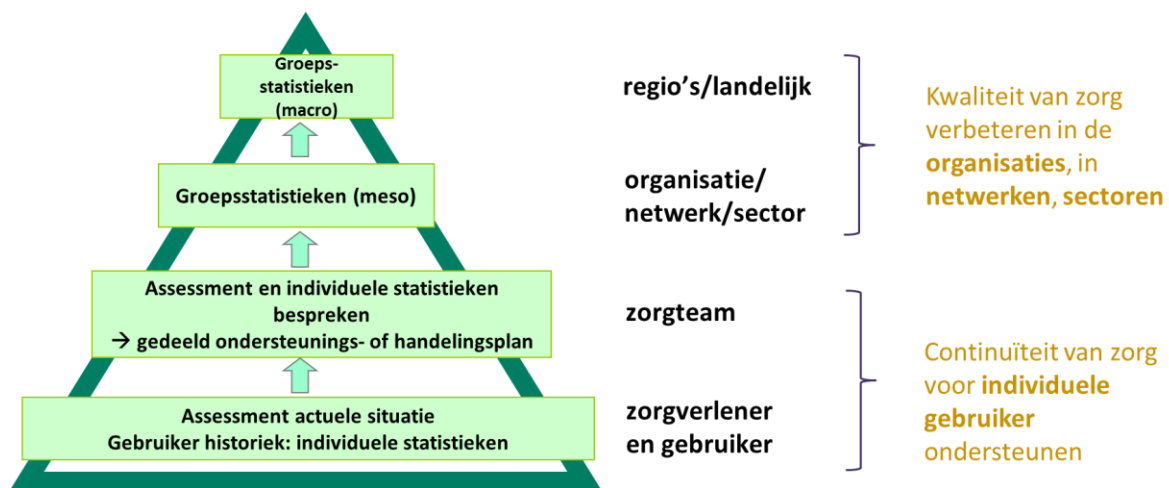 Groeps-
statistieken
(macro)
regio's/landelijk
Kwaliteit van zorg
verbeteren in de
organisaties, in
netwerken, sectoren
Groepsstatistieken (meso)
organisatie/
netwerk/sector
Assessment en individuele statistieken
bespreken
→ gedeeld ondersteunings- of handelingsplan
zorgteam
Continuïteit van zorg
voor individuele
gebruiker
ondersteunen
Assessment actuele situatie
Gebruiker historiek: individuele statistieken
zorgverlener
en gebruiker